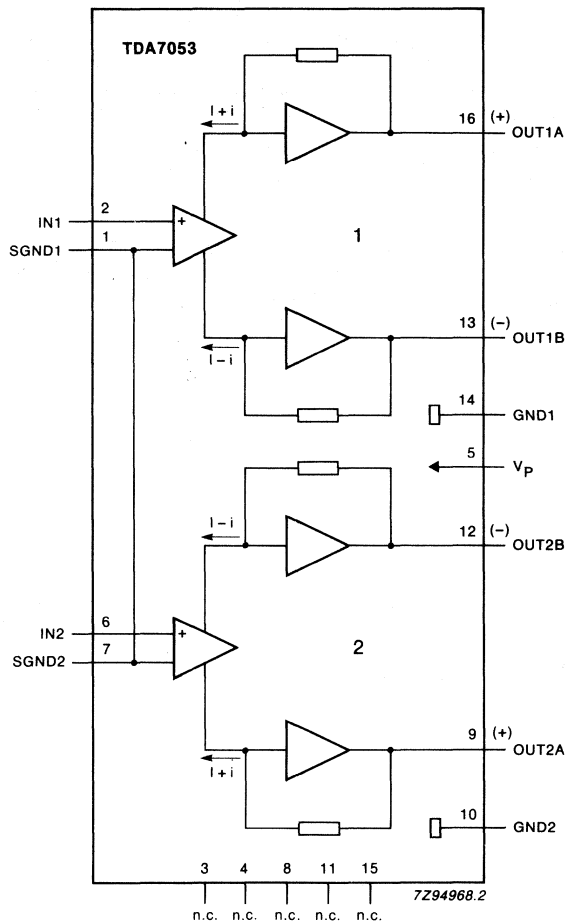 TDA7053
I + i
16 (+)
OUT1A
2
IN1
+
1
SGND1
1
13 (−)
OUT1B
I − i
14
GND1
5
VP
I − i
12 (−)
OUT2B
6
IN2
+
7
SGND2
2
9 (+)
OUT2A
I + i
10
GND2
3 4 8 11 15
7Z94968.2
n.c. n.c. n.c. n.c. n.c.